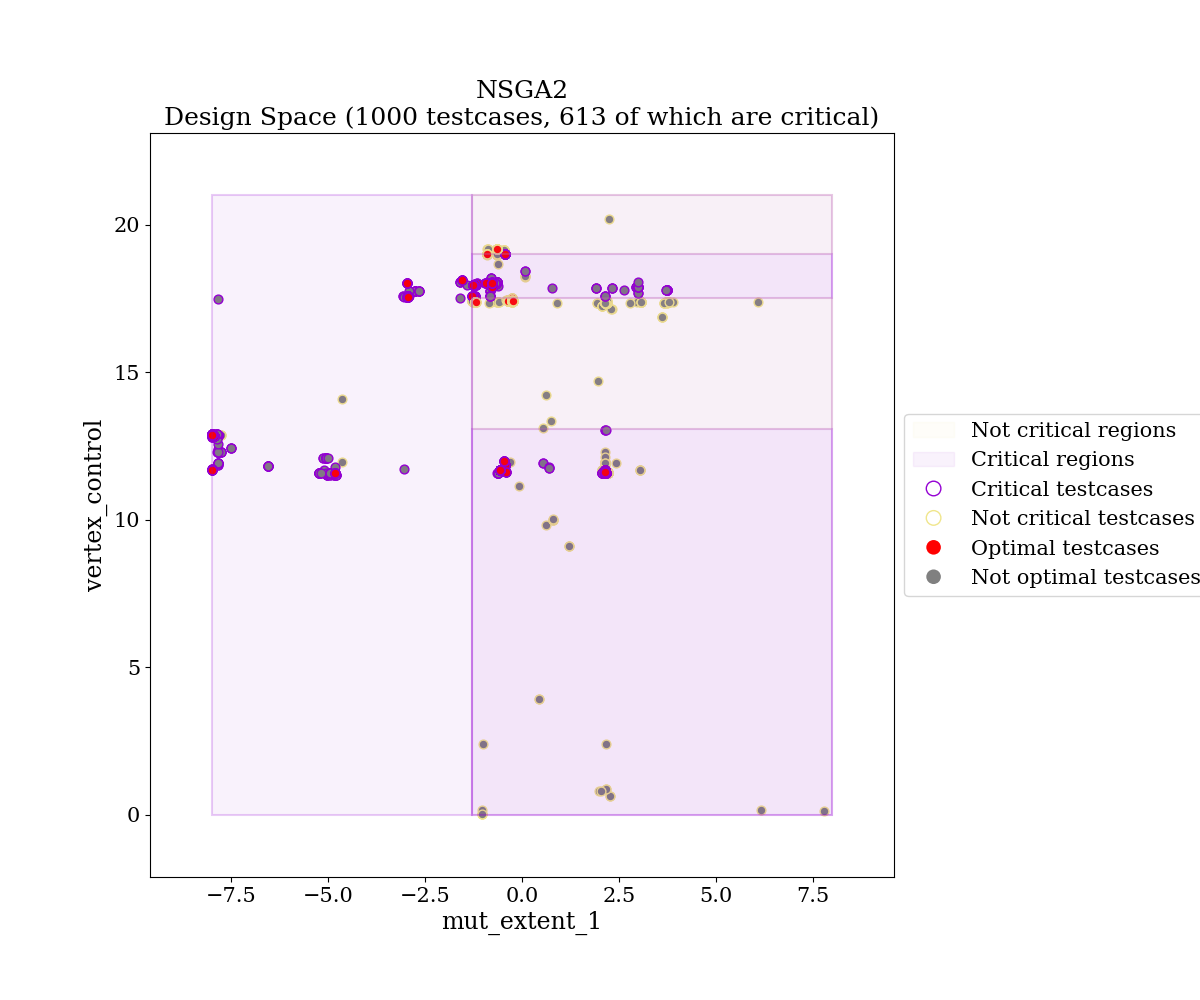 NSGA2
Design Space (1000 testcases, 613 of which are critical)
20
15
10
5
0
vertex_control
−7.5 −5.0 −2.5 0.0 2.5 5.0 7.5
mut_extent_1
Not critical regions
Critical regions
Critical testcases
Not critical testcases
Optimal testcases
Not optimal testcases